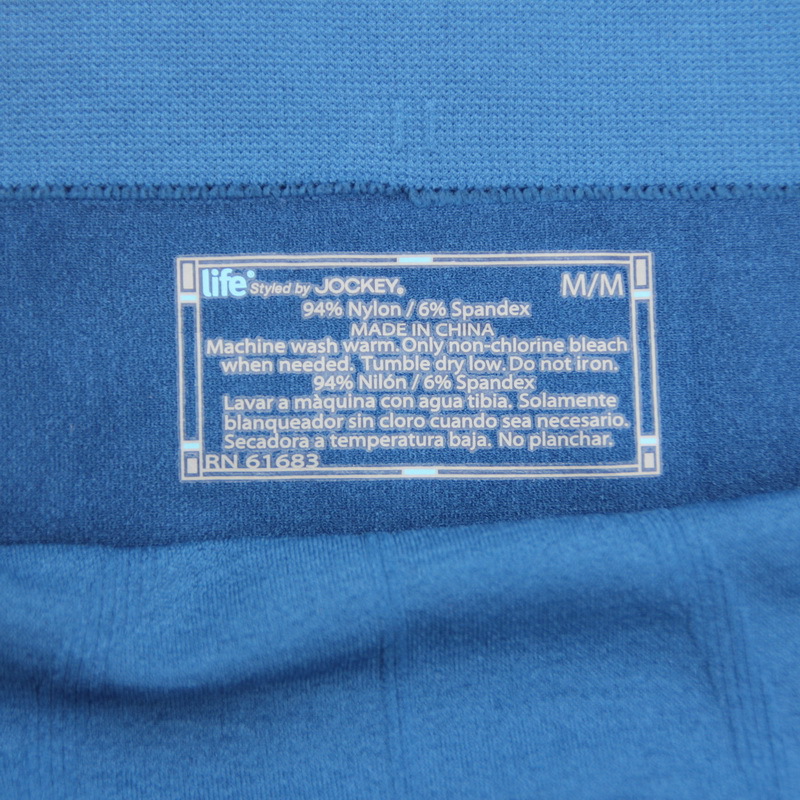 life® Styled by JOCKEY® M/M
94% Nylon / 6% Spandex
MADE IN CHINA
Machine wash warm. Only non-chlorine bleach
when needed. Tumble dry low. Do not iron.
94% Nilón / 6% Spandex
Lavar a màquina con agua tibia. Solamente
blanqueador sin cloro cuando sea necesario.
Secadora a temperatura baja. No planchar.
RN 61683